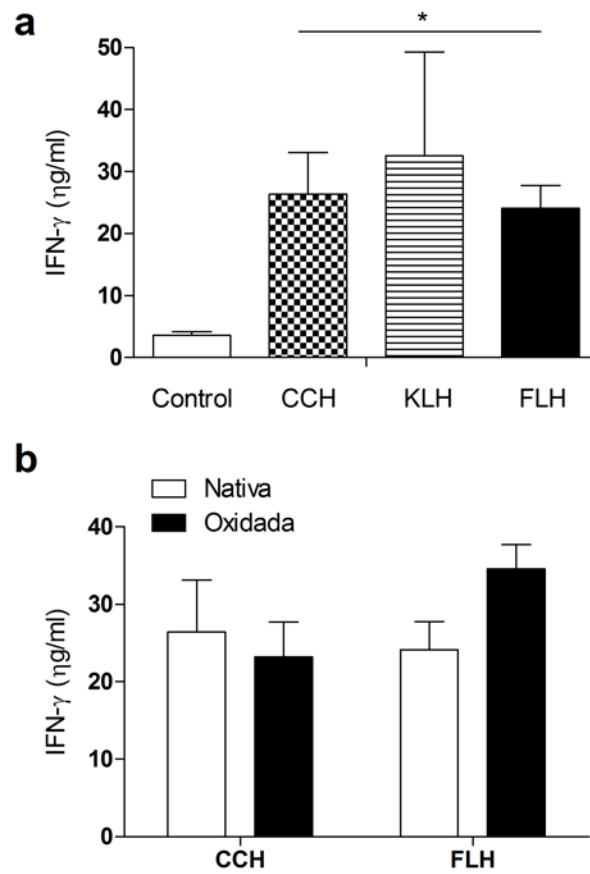 a
*
IFN-γ (ηg/ml)
50
40
30
20
10
0
Control CCH KLH FLH
b
Nativa
Oxidada
IFN-γ (ηg/ml)
40
30
20
10
0
CCH FLH